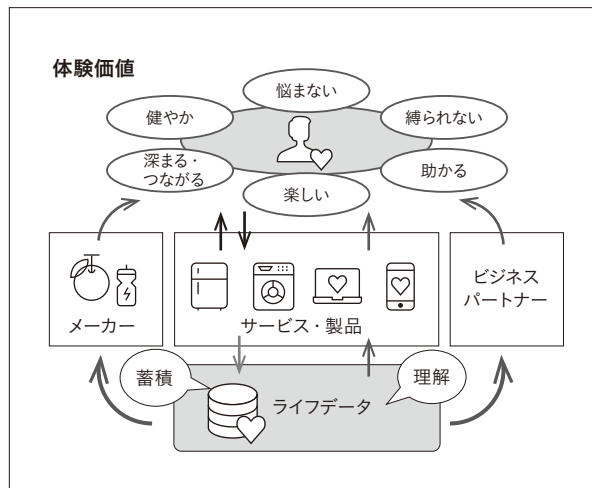 体験価値
悩まない
健やか
縛られない
深まる・
つながる
助かる
楽しい
メーカー
サービス・製品
ビジネス
パートナー
蓄積
ライフデータ
理解